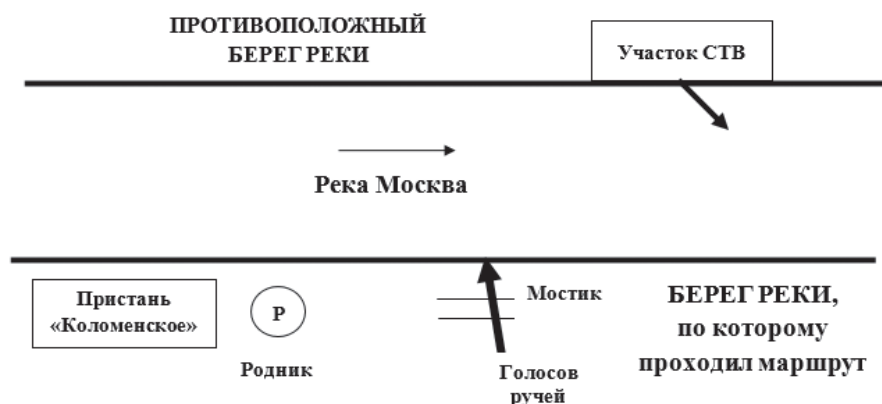 ПРОТИВОПОЛОЖНЫЙ
БЕРЕГ РЕКИ
Участок СТВ
Река Москва
Пристань
«Коломенское»
Р
Родник
Мостик
Голосов
ручей
БЕРЕГ РЕКИ,
по которому
проходил маршрут